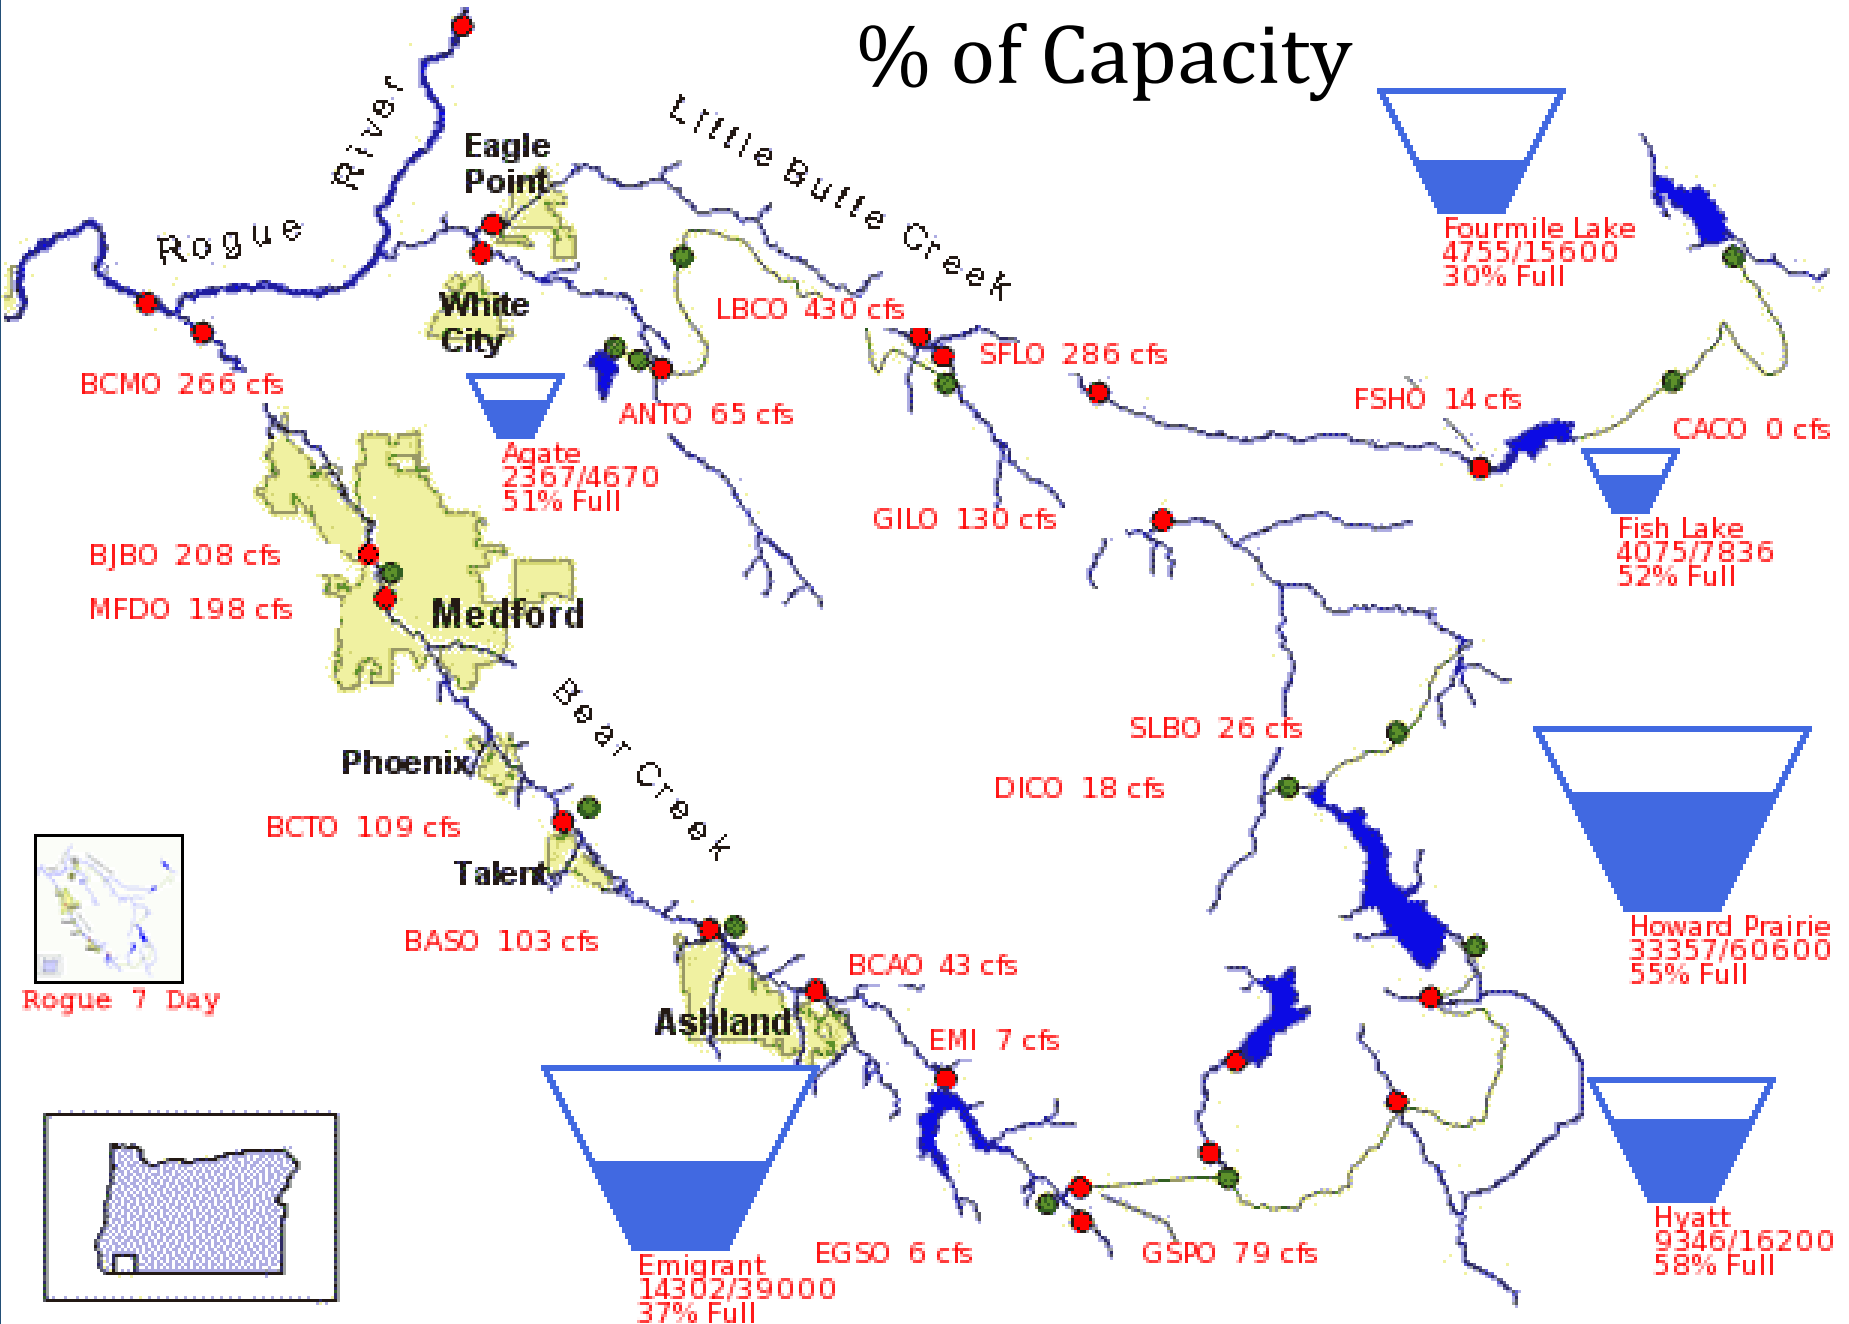 % of Capacity
Rogue River
Little Butte Creek
Eagle
Point
Fourmile Lake
4755/15600
30% Full
White
City
LBCO 430 cfs
SFLO 286 cfs
BCMO 266 cfs
FSHO 14 cfs
ANTO 65 cfs
CACO 0 cfs
Agate
2367/4670
51% Full
GILO 130 cfs
Fish Lake
4075/7836
52% Full
BJBO 208 cfs
MFDO 198 cfs
Medford
Bear Creek
SLBO 26 cfs
Phoenix
DICO 18 cfs
BCTO 109 cfs
Talent
Howard Prairie
33357/60600
55% Full
BASO 103 cfs
BCAO 43 cfs
Rogue 7 Day
Ashland
EMI 7 cfs
Hyatt
9346/16200
58% Full
EGSO 6 cfs
GSPO 79 cfs
Emigrant
14302/39000
37% Full